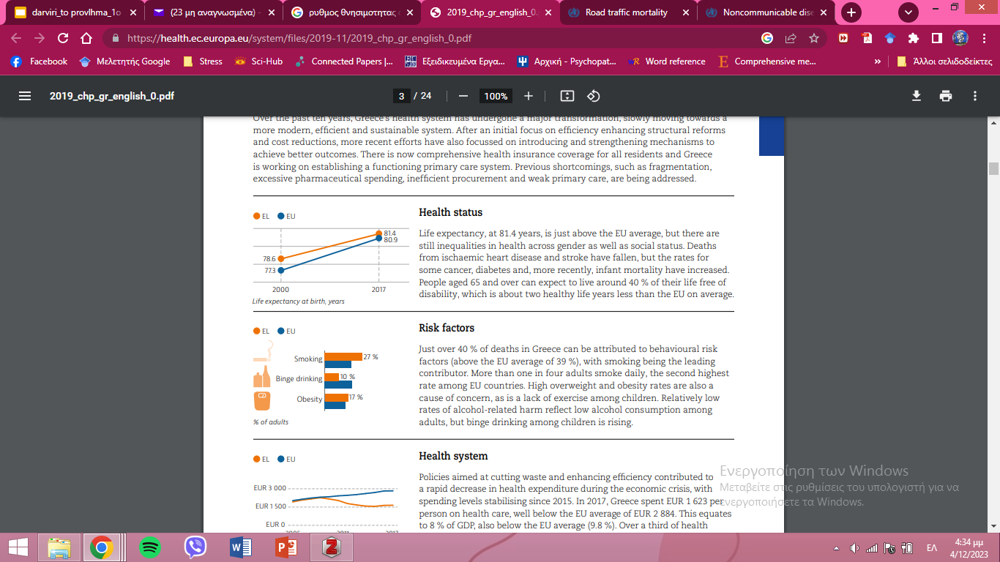 darviri_to provlhma_1o
(23 μη αναγνωσμένα) -
ρυθμος θνησιμοτητας
2019_chp_gr_english_0.
Road traffic mortality
Noncommunicable dise
https://health.ec.europa.eu/system/files/2019-11/2019_chp_gr_english_0.pdf
Facebook
Μελετητής Google
Stress
Sci-Hub
Connected Papers |...
Εξειδικευμένα Εργα...
Αρχική - Psychopat...
Word reference
Comprehensive me...
»
Άλλοι σελιδοδείκτες
2019_chp_gr_english_0.pdf
3 / 24
100%
Over the past ten years, Greece's health system has undergone a major transformation, slowly moving towards a
more modern, efficient and sustainable system. After an initial focus on efficiency enhancing structural reforms
and cost reductions, more recent efforts have also focussed on introducing and strengthening mechanisms to
achieve better outcomes. There is now comprehensive health insurance coverage for all residents and Greece
is working on establishing a functioning primary care system. Previous shortcomings, such as fragmentation,
excessive pharmaceutical spending, inefficient procurement and weak primary care, are being addressed.
EL EU
81.4
80.9
78.6
77.3
2000 2017
Life expectancy at birth, years
Health status
Life expectancy, at 81.4 years, is just above the EU average, but there are
still inequalities in health across gender as well as social status. Deaths
from ischaemic heart disease and stroke have fallen, but the rates for
some cancer, diabetes and, more recently, infant mortality have increased.
People aged 65 and over can expect to live around 40 % of their life free of
disability, which is about two healthy life years less than the EU on average.
EL EU
Smoking 27 %
Binge drinking 10 %
Obesity 17 %
% of adults
Risk factors
Just over 40 % of deaths in Greece can be attributed to behavioural risk
factors (above the EU average of 39 %), with smoking being the leading
contributor. More than one in four adults smoke daily, the second highest
rate among EU countries. High overweight and obesity rates are also a
cause of concern, as is a lack of exercise among children. Relatively low
rates of alcohol-related harm reflect low alcohol consumption among
adults, but binge drinking among children is rising.
EL EU
EUR 3 000
EUR 1 500
EUR 0
2005 2011 2017
Health system
Policies aimed at cutting waste and enhancing efficiency contributed to
a rapid decrease in health expenditure during the economic crisis, with
spending levels stabilising since 2015. In 2017, Greece spent EUR 1 623 per
person on health care, well below the EU average of EUR 2 884. This equates
to 8 % of GDP, also below the EU average (9.8 %). Over a third of health
Ενεργοποίηση των Windows
Μεταβείτε στις ρυθμίσεις του υπολογιστή για να
ενεργοποιήσετε τα Windows.
ΕΛ
4:34 μμ
4/12/2023